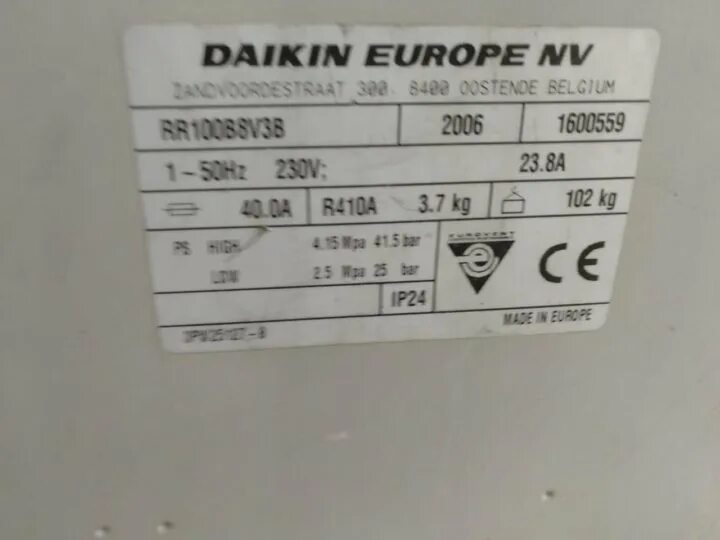 DAIKIN EUROPE NV
ZANDVOORDESTRAAT 300 8400 OOSTENDE BELGIUM
RR100B8V3B 2006 1600559
1~50Hz 230V; 23.8A
40.0A R410A 3.7 kg 102 kg
PS HIGH 4.15 Mpa 41.5 bar
LOW 2.5 Mpa 25 bar
EUROVENT
CE
IP24
MADE IN EUROPE